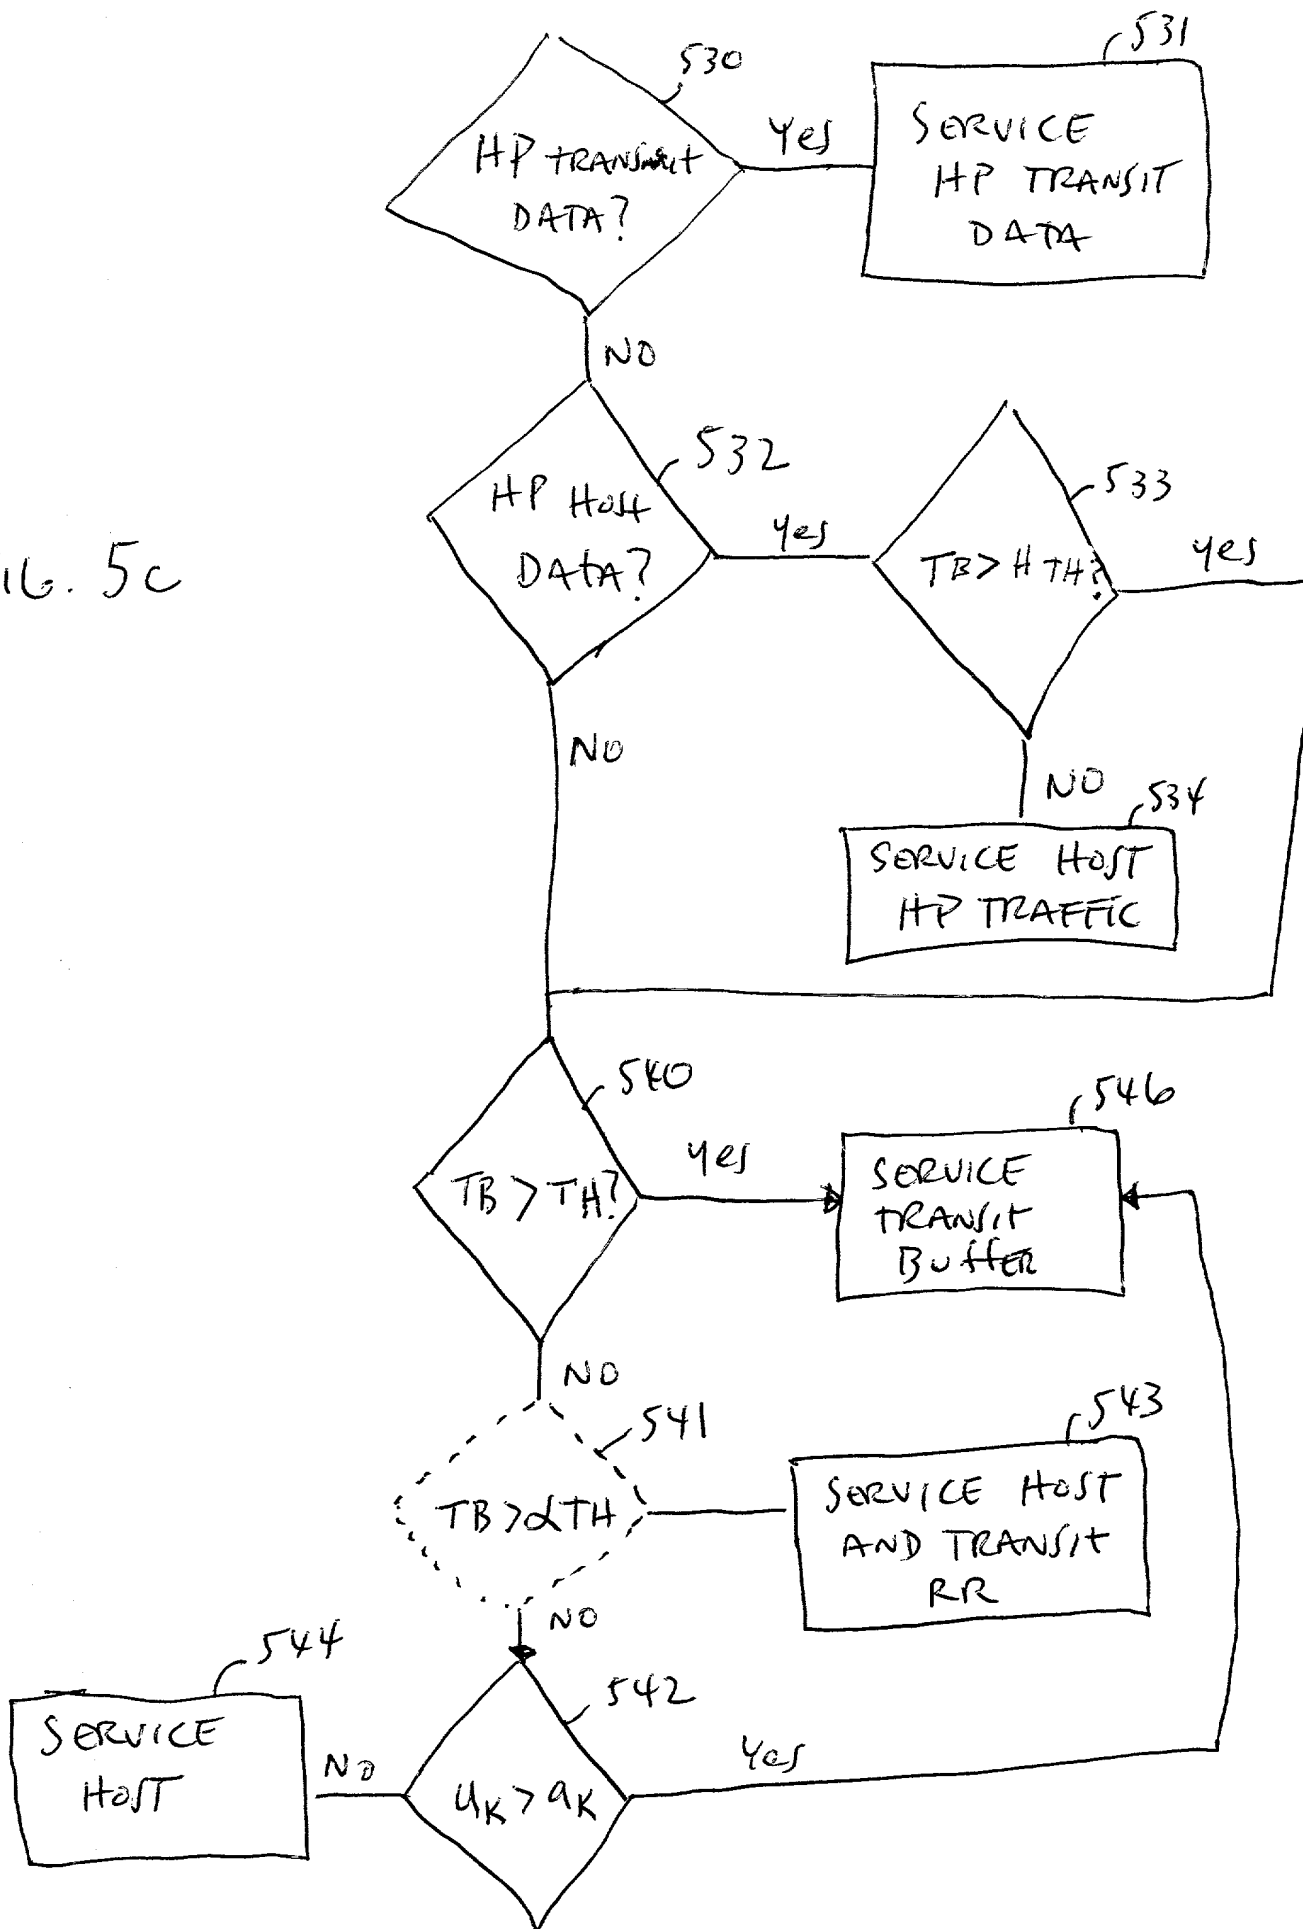 530
HP TRANSMIT
DATA?
Yes
531
SERVICE
HP TRANSIT
DATA
NO
532
HP HOST
DATA?
Yes
533
TB > H TH?
Yes
IG. 5c
NO
NO
534
SERVICE HOST
HP TRAFFIC
540
TB > TH?
Yes
546
SERVICE
TRANSIT
BUFFER
NO
541
TB > αTH
543
SERVICE HOST
AND TRANSIT
RR
NO
544
SERVICE
HOST
NO
542
uK > aK
Yes